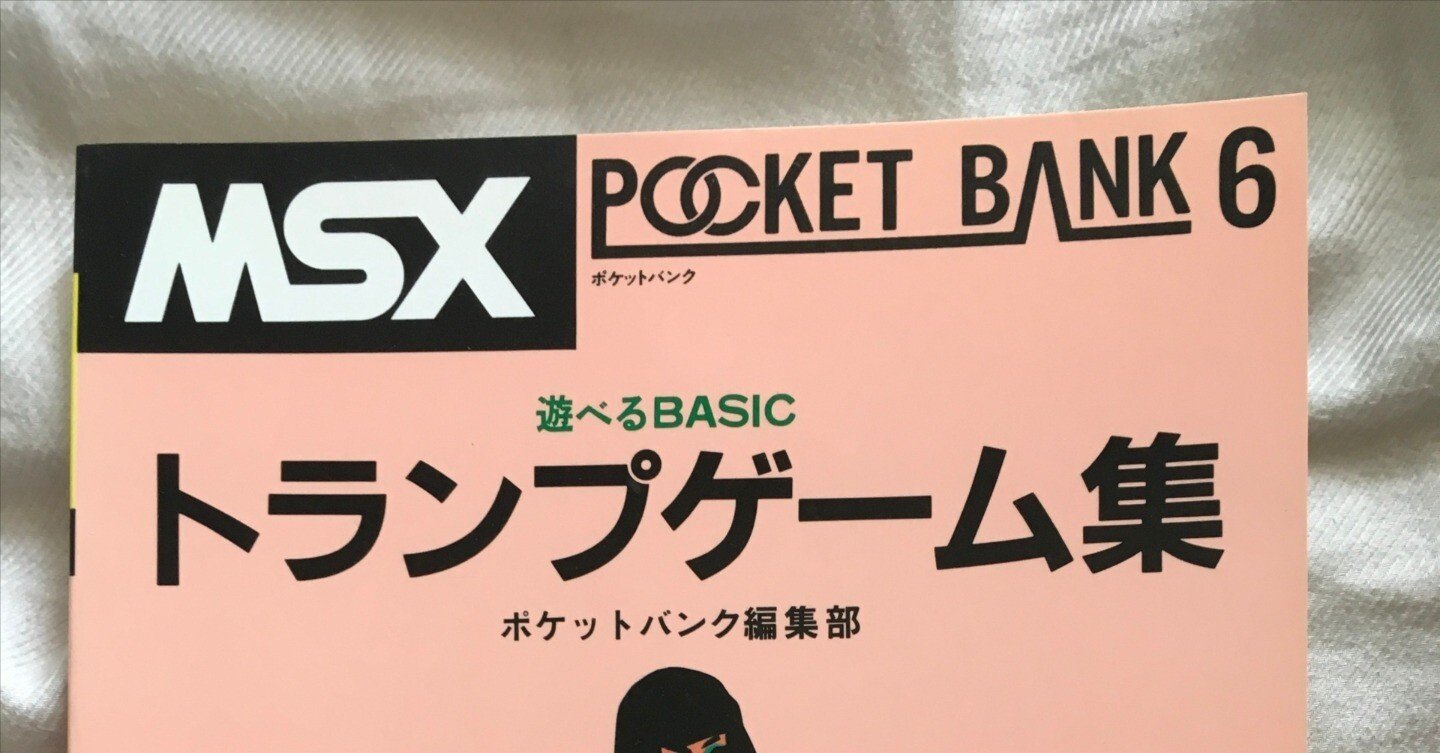 MSX
POCKET BANK 6
ポケットバンク
遊べるBASIC
トランプゲーム集
ポケットバンク編集部